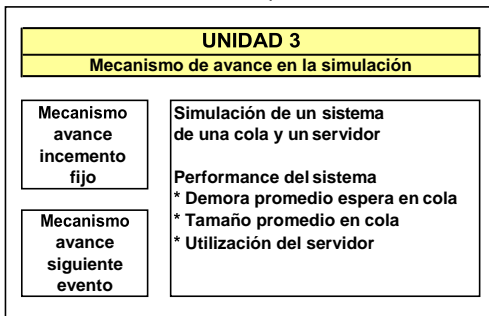 UNIDAD 3
Mecanismo de avance en la simulación
Mecanismo
avance
incemento
fijo
Mecanismo
avance
siguiente
evento
Simulación de un sistema
de una cola y un servidor
Performance del sistema
* Demora promedio espera en cola
* Tamaño promedio en cola
* Utilización del servidor